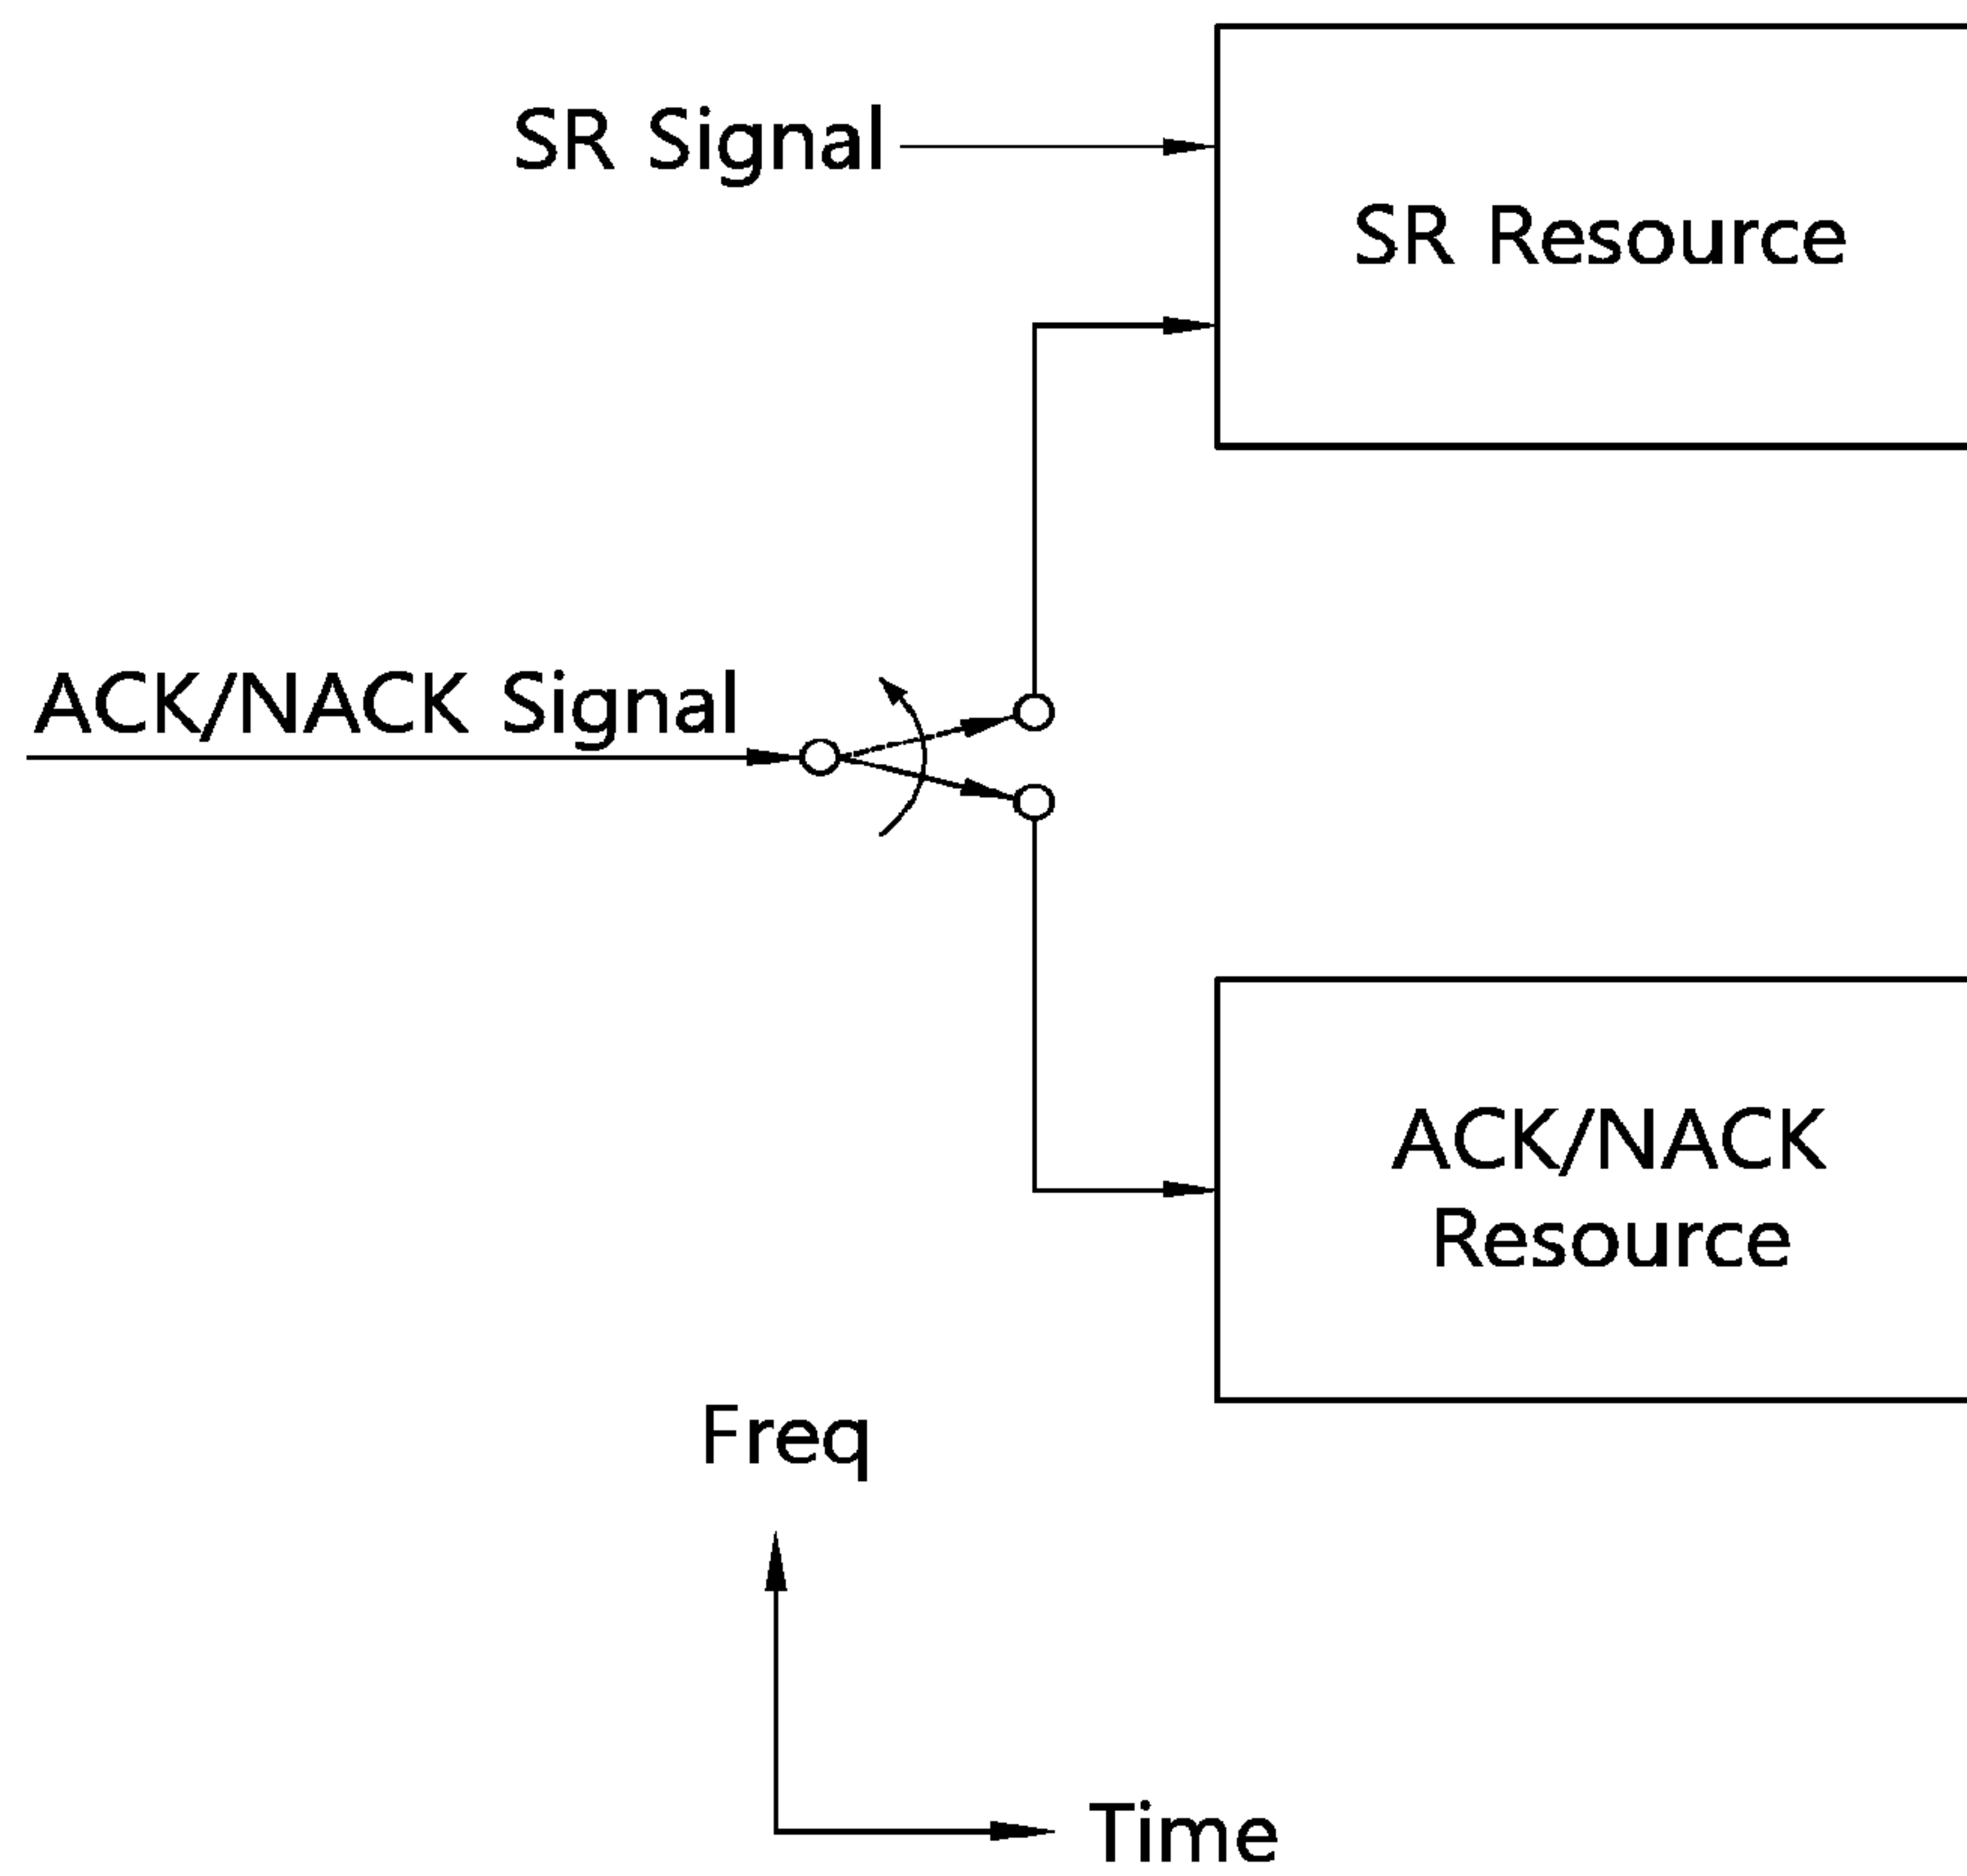 SR Signal
SR Resource
ACK/NACK Signal
ACK/NACK
Resource
Freq
Time